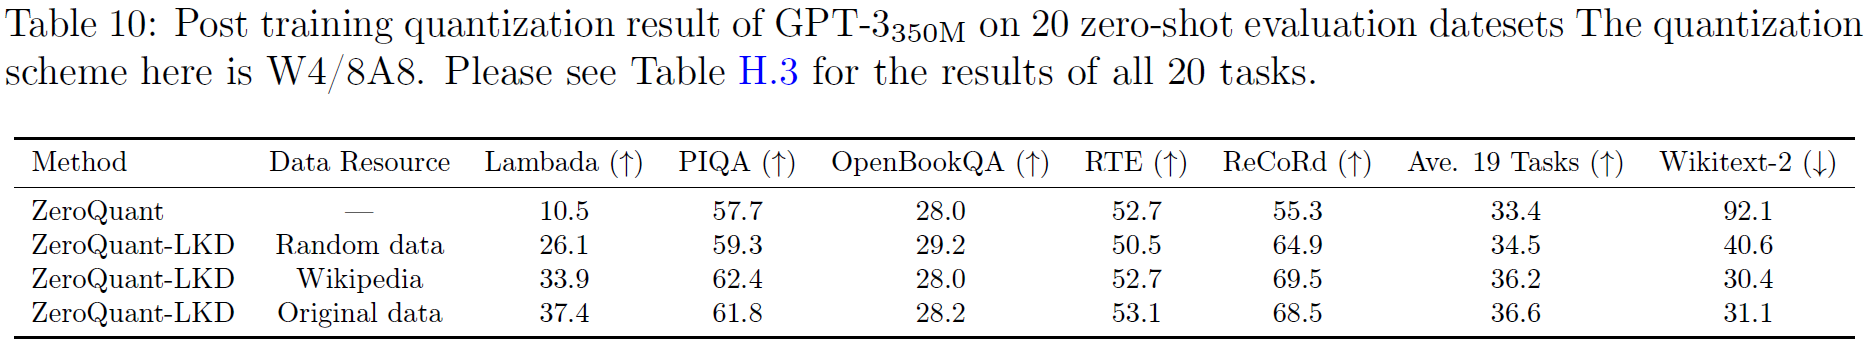 Table 10: Post training quantization result of GPT-3350M on 20 zero-shot evaluation datesets The quantization
scheme here is W4/8A8. Please see Table H.3 for the results of all 20 tasks.
Method Data Resource Lambada (↑) PIQA (↑) OpenBookQA (↑) RTE (↑) ReCoRd (↑) Ave. 19 Tasks (↑) Wikitext-2 (↓)
ZeroQuant — 10.5 57.7 28.0 52.7 55.3 33.4 92.1
ZeroQuant-LKD Random data 26.1 59.3 29.2 50.5 64.9 34.5 40.6
ZeroQuant-LKD Wikipedia 33.9 62.4 28.0 52.7 69.5 36.2 30.4
ZeroQuant-LKD Original data 37.4 61.8 28.2 53.1 68.5 36.6 31.1